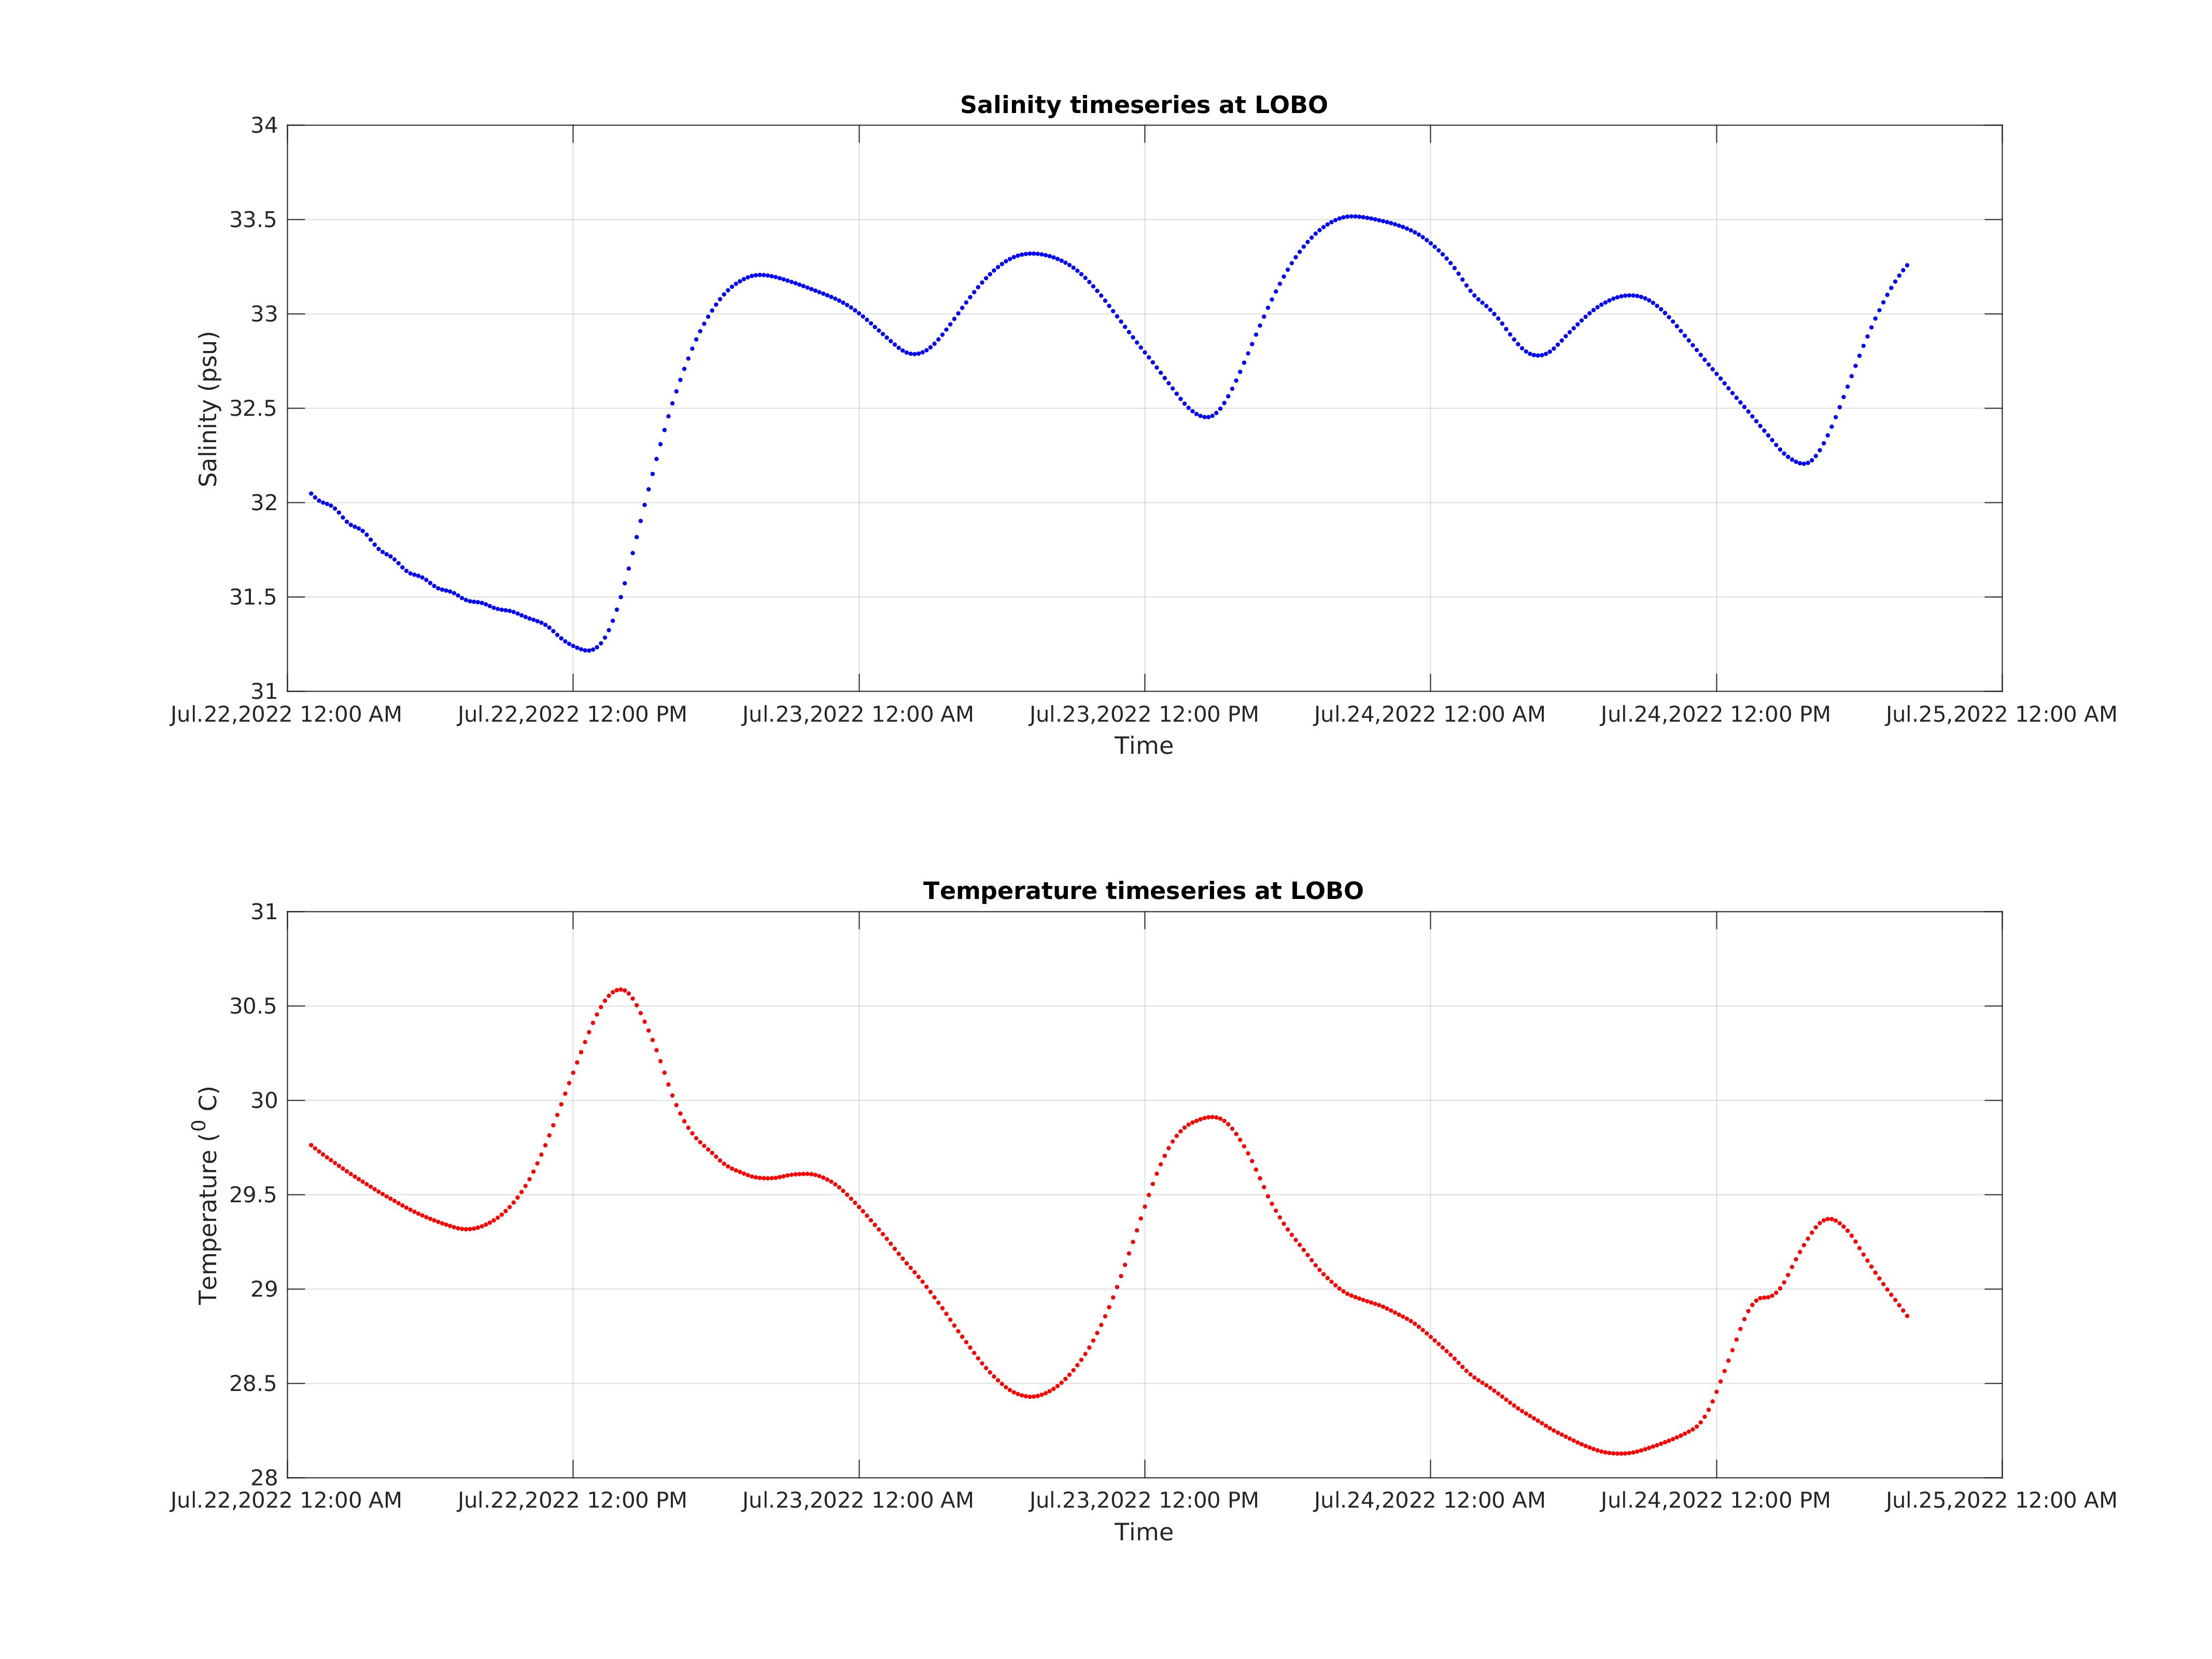 Salinity timeseries at LOBO
34
33.5
33
32.5
32
31.5
31
Salinity (psu)
Jul.22,2022 12:00 AM Jul.22,2022 12:00 PM Jul.23,2022 12:00 AM Jul.23,2022 12:00 PM Jul.24,2022 12:00 AM Jul.24,2022 12:00 PM Jul.25,2022 12:00 AM
Time
Temperature timeseries at LOBO
31
30.5
30
29.5
29
28.5
28
Temperature (⁰ C)
Jul.22,2022 12:00 AM Jul.22,2022 12:00 PM Jul.23,2022 12:00 AM Jul.23,2022 12:00 PM Jul.24,2022 12:00 AM Jul.24,2022 12:00 PM Jul.25,2022 12:00 AM
Time